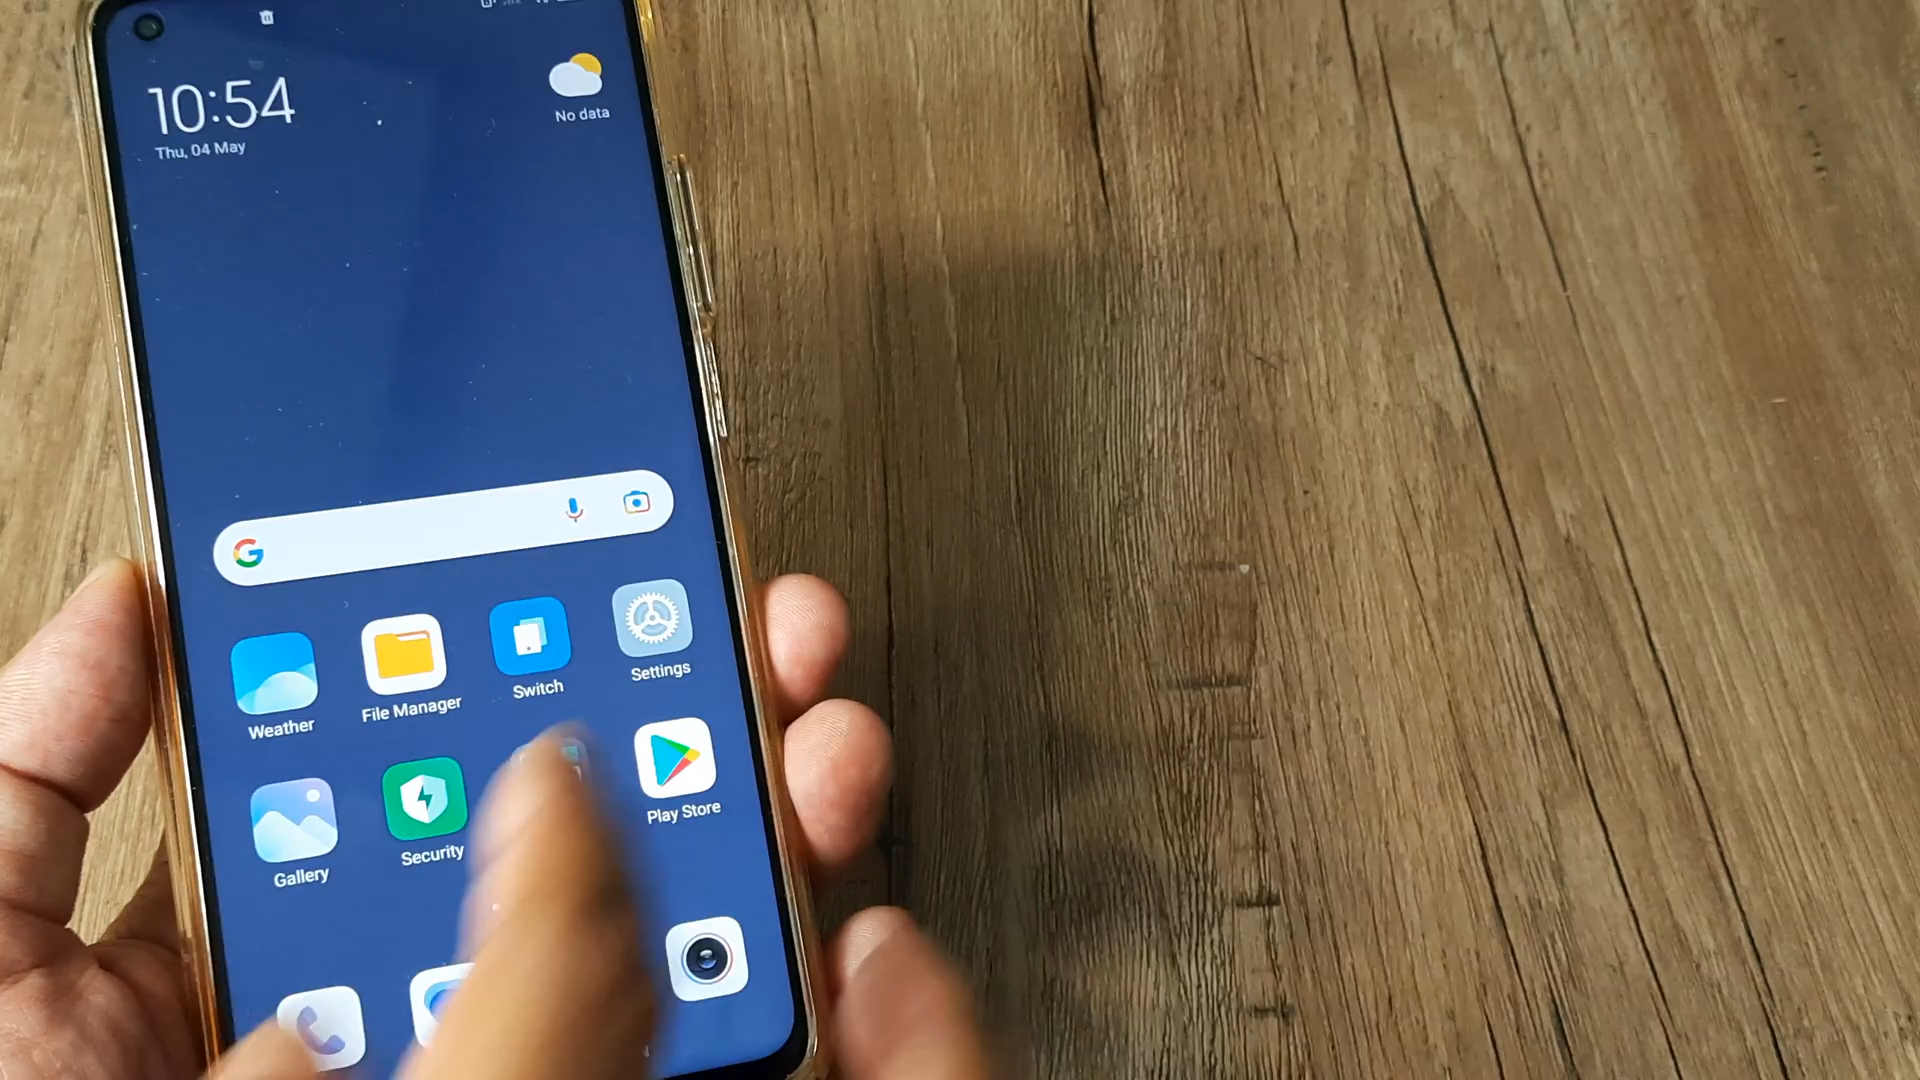 10:54
Thu, 04 May
No data
Weather
File Manager
Switch
Settings
Gallery
Security
Play Store